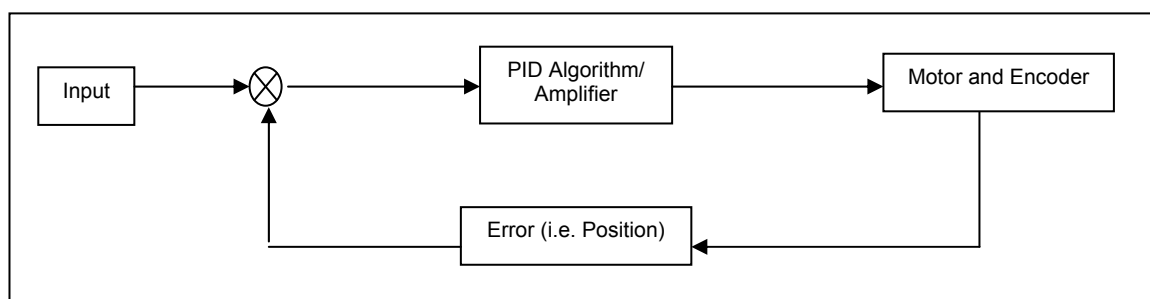 Input
PID Algorithm/
Amplifier
Motor and Encoder
Error (i.e. Position)